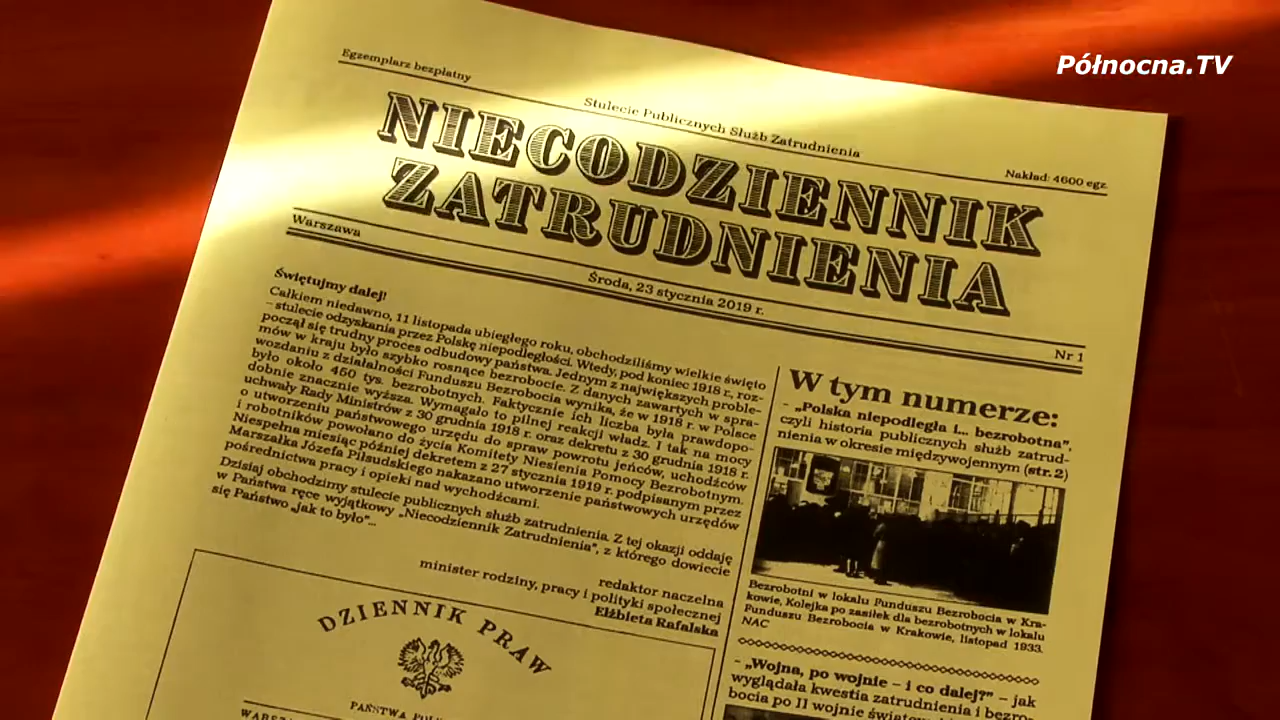 Północna.TV
Egzemplarz bezpłatny
Stulecie Publicznych Służb Zatrudnienia
Nakład: 4600 egz.
NIECODZIENNIK
ZATRUDNIENIA
Warszawa
Środa, 23 stycznia 2019 r.
Nr 1
Świętujmy dalej!
Całkiem niedawno, 11 listopada ubiegłego roku, obchodziliśmy wielkie święto
– stulecie odzyskania przez Polskę niepodległości. Wtedy, pod koniec 1918 r., roz-
począł się trudny proces odbudowy państwa. Jednym z największych proble-
mów w kraju było szybko rosnące bezrobocie. Z danych zawartych w spra-
wozdaniu z działalności Funduszu Bezrobocia wynika, że w 1918 r. w Polsce
było około 450 tys. bezrobotnych. Faktycznie ich liczba była prawdopo-
dobnie znacznie wyższa. Wymagało to pilnej reakcji władz. I tak na mocy
uchwały Rady Ministrów z 30 grudnia 1918 r. oraz dekretu z 30 grudnia 1918 r.
o utworzeniu państwowego urzędu do spraw powrotu jeńców, uchodźców
i robotników powołano do życia Komitety Niesienia Pomocy Bezrobotnym.
Niespełna miesiąc później dekretem z 27 stycznia 1919 r. podpisanym przez
Marszałka Józefa Piłsudskiego nakazano utworzenie państwowych urzędów
pośrednictwa pracy i opieki nad wychodźcami.
Dzisiaj obchodzimy stulecie publicznych służb zatrudnienia. Z tej okazji oddaję
w Państwa ręce wyjątkowy „Niecodziennik Zatrudnienia", z którego dowiecie
się Państwo „jak to było"...
redaktor naczelna
minister rodziny, pracy i polityki społecznej
Elżbieta Rafalska
DZIENNIK PRAW
W tym numerze:
- „Polska niepodległa i... bezrobotna",
czyli historia publicznych służb zatrud-
nienia w okresie międzywojennym (str. 2)
Bezrobotni w lokalu Funduszu Bezrobocia w Kra-
kowie, Kolejka po zasiłek dla bezrobotnych w lokalu
Funduszu Bezrobocia w Krakowie, listopad 1933.
NAC
- „Wojna, po wojnie – i co dalej?" – jak
wyglądała kwestia zatrudnienia i bezro-
bocia po II wojnie